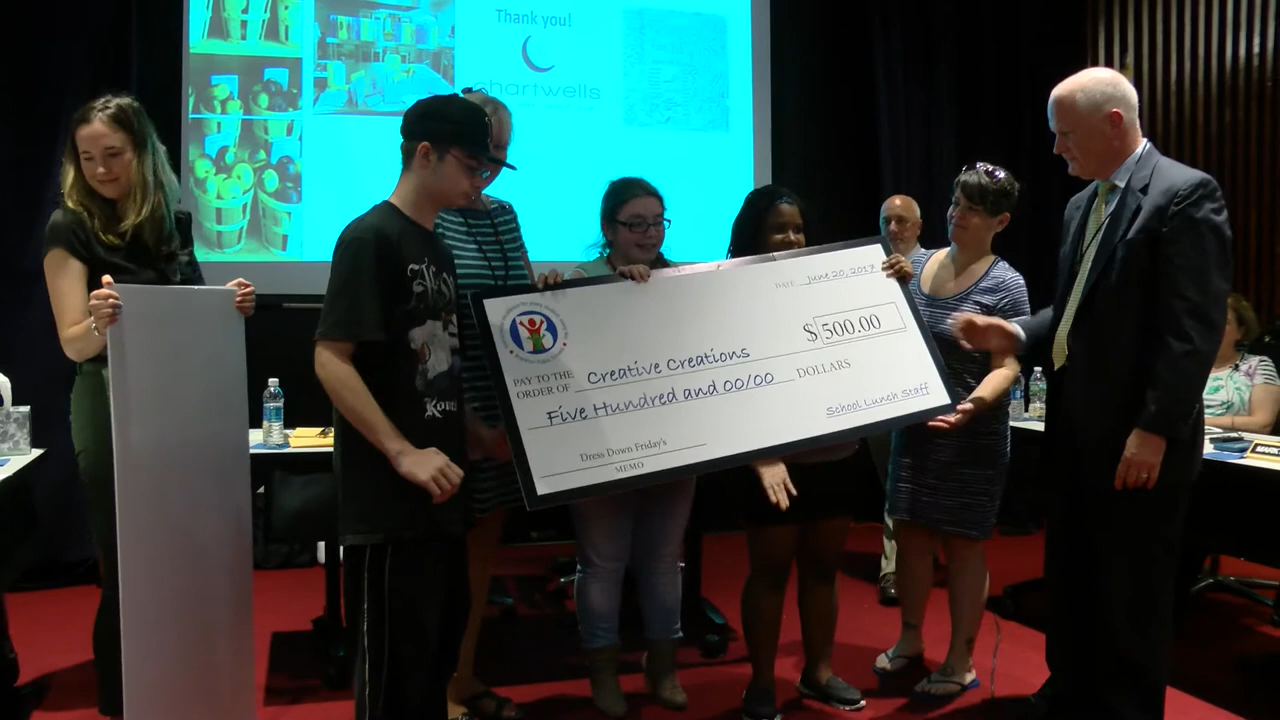 Thank you!
chartwells
DATE June 20, 2017
$ 500.00
PAY TO THE
ORDER OF Creative Creations
Five Hundred and 00/00 DOLLARS
School Lunch Staff
Dress Down Friday's
MEMO
MARK